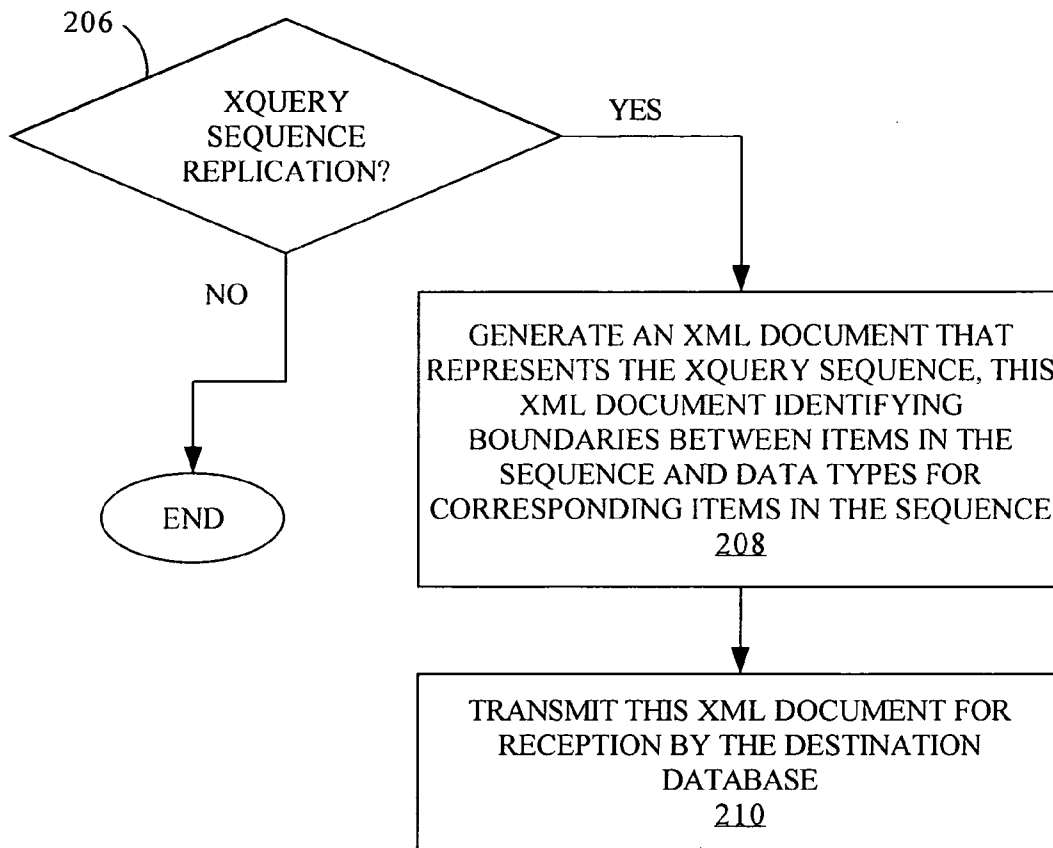 206
XQUERY
SEQUENCE
REPLICATION?
YES
NO
END
GENERATE AN XML DOCUMENT THAT
REPRESENTS THE XQUERY SEQUENCE, THIS
XML DOCUMENT IDENTIFYING
BOUNDARIES BETWEEN ITEMS IN THE
SEQUENCE AND DATA TYPES FOR
CORRESPONDING ITEMS IN THE SEQUENCE
208
TRANSMIT THIS XML DOCUMENT FOR
RECEPTION BY THE DESTINATION
DATABASE
210